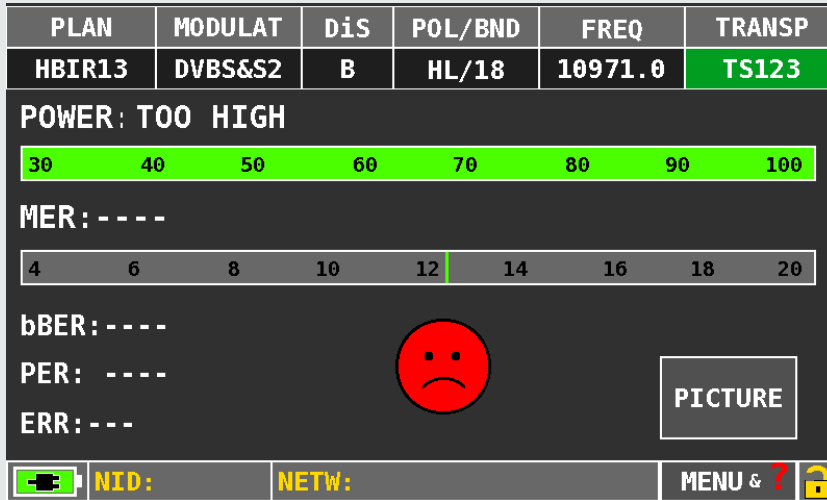 PLAN MODULAT DiS POL/BND FREQ TRANSP
HBIR13 DVBS&S2 B HL/18 10971.0 TS123
POWER: TOO HIGH
30 40 50 60 70 80 90 100
MER:----
4 6 8 10 12 14 16 18 20
bBER:----
PER: ----
PICTURE
ERR:---
NID: NETW: MENU & ?